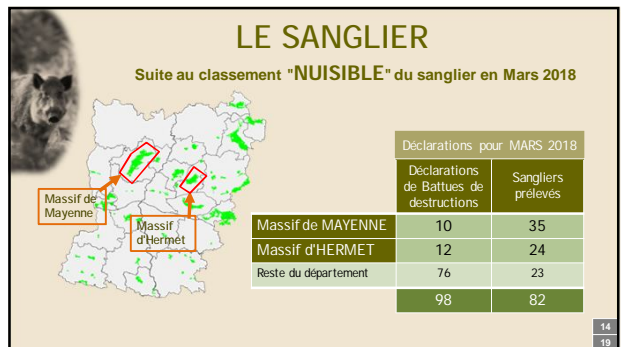 LE SANGLIER
Suite au classement "NUISIBLE" du sanglier en Mars 2018
Massif de
Mayenne
Massif
d'Hermet
Déclarations pour MARS 2018
Déclarations
de Battues de
destructions
Sangliers
prélevés
Massif de MAYENNE 10 35
Massif d'HERMET 12 24
Reste du département 76 23
98 82
14
19